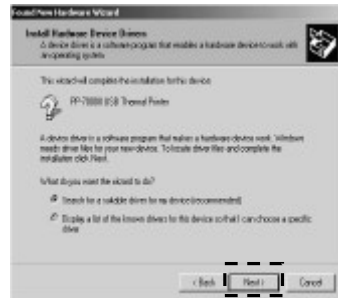 Found New Hardware Wizard
Install Hardware Device Drivers
A device driver is a software program that enables a hardware device to work with
an operating system.
This wizard will complete the installation for this device:
USB Thermal Printer
A device driver is a software program that makes a hardware device work. Windows
needs driver files for your new device. To locate driver files and complete the
installation click Next.
What do you want the wizard to do?
Search for a suitable driver for my device (recommended)
Display a list of the known drivers for this device so that I can choose a specific
driver
< Back
Next >
Cancel